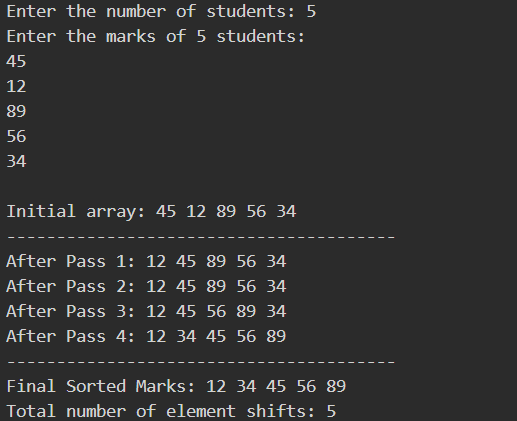 Enter the number of students: 5
Enter the marks of 5 students:
45
12
89
56
34
Initial array: 45 12 89 56 34
---------------------------------------
After Pass 1: 12 45 89 56 34
After Pass 2: 12 45 89 56 34
After Pass 3: 12 45 56 89 34
After Pass 4: 12 34 45 56 89
---------------------------------------
Final Sorted Marks: 12 34 45 56 89
Total number of element shifts: 5